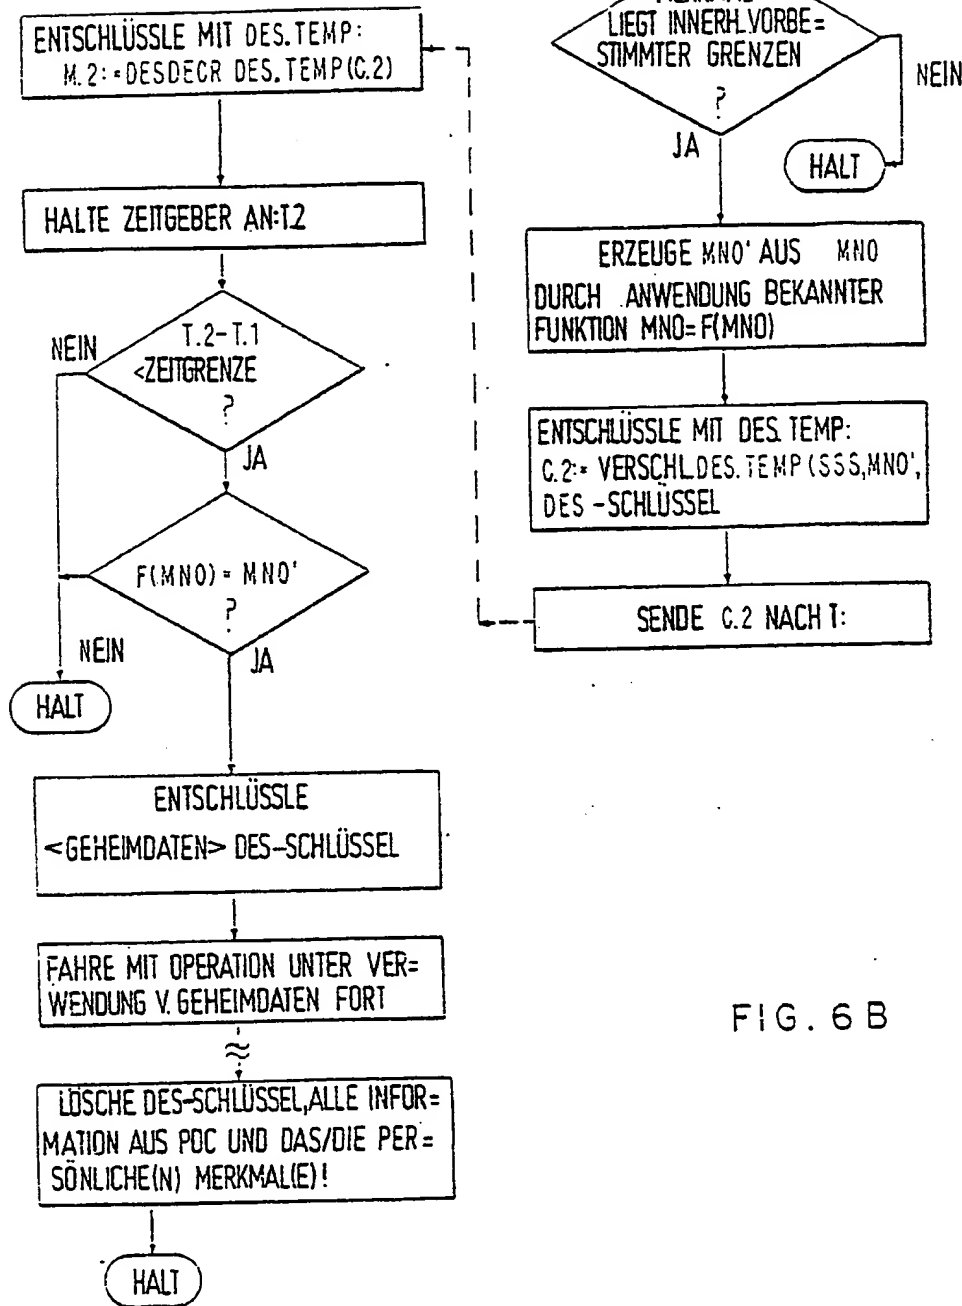 ENTSCHLÜSSLE MIT DES.TEMP:
M.2:=DESDECR DES.TEMP(C.2)
HALTE ZEITGEBER AN:T.2
T.2-T.1
<ZEITGRENZE
?
NEIN
JA
F(MNO) = MNO'
?
NEIN
JA
HALT
ENTSCHLÜSSLE
<GEHEIMDATEN> DES-SCHLÜSSEL
FAHRE MIT OPERATION UNTER VER=
WENDUNG V. GEHEIMDATEN FORT
≈
LÖSCHE DES-SCHLÜSSEL,ALLE INFOR=
MATION AUS PDC UND DAS/DIE PER=
SÖNLICHE(N) MERKMAL(E)!
HALT
LIEGT INNERH.VORBE=
STIMMTER GRENZEN
?
NEIN
JA
HALT
ERZEUGE MNO' AUS MNO
DURCH ANWENDUNG BEKANNTER
FUNKTION MNO=F(MNO)
ENTSCHLÜSSLE MIT DES.TEMP:
C.2:= VERSCHL.DES.TEMP(SSS,MNO',
DES-SCHLÜSSEL
SENDE C.2 NACH T:
FIG. 6 B